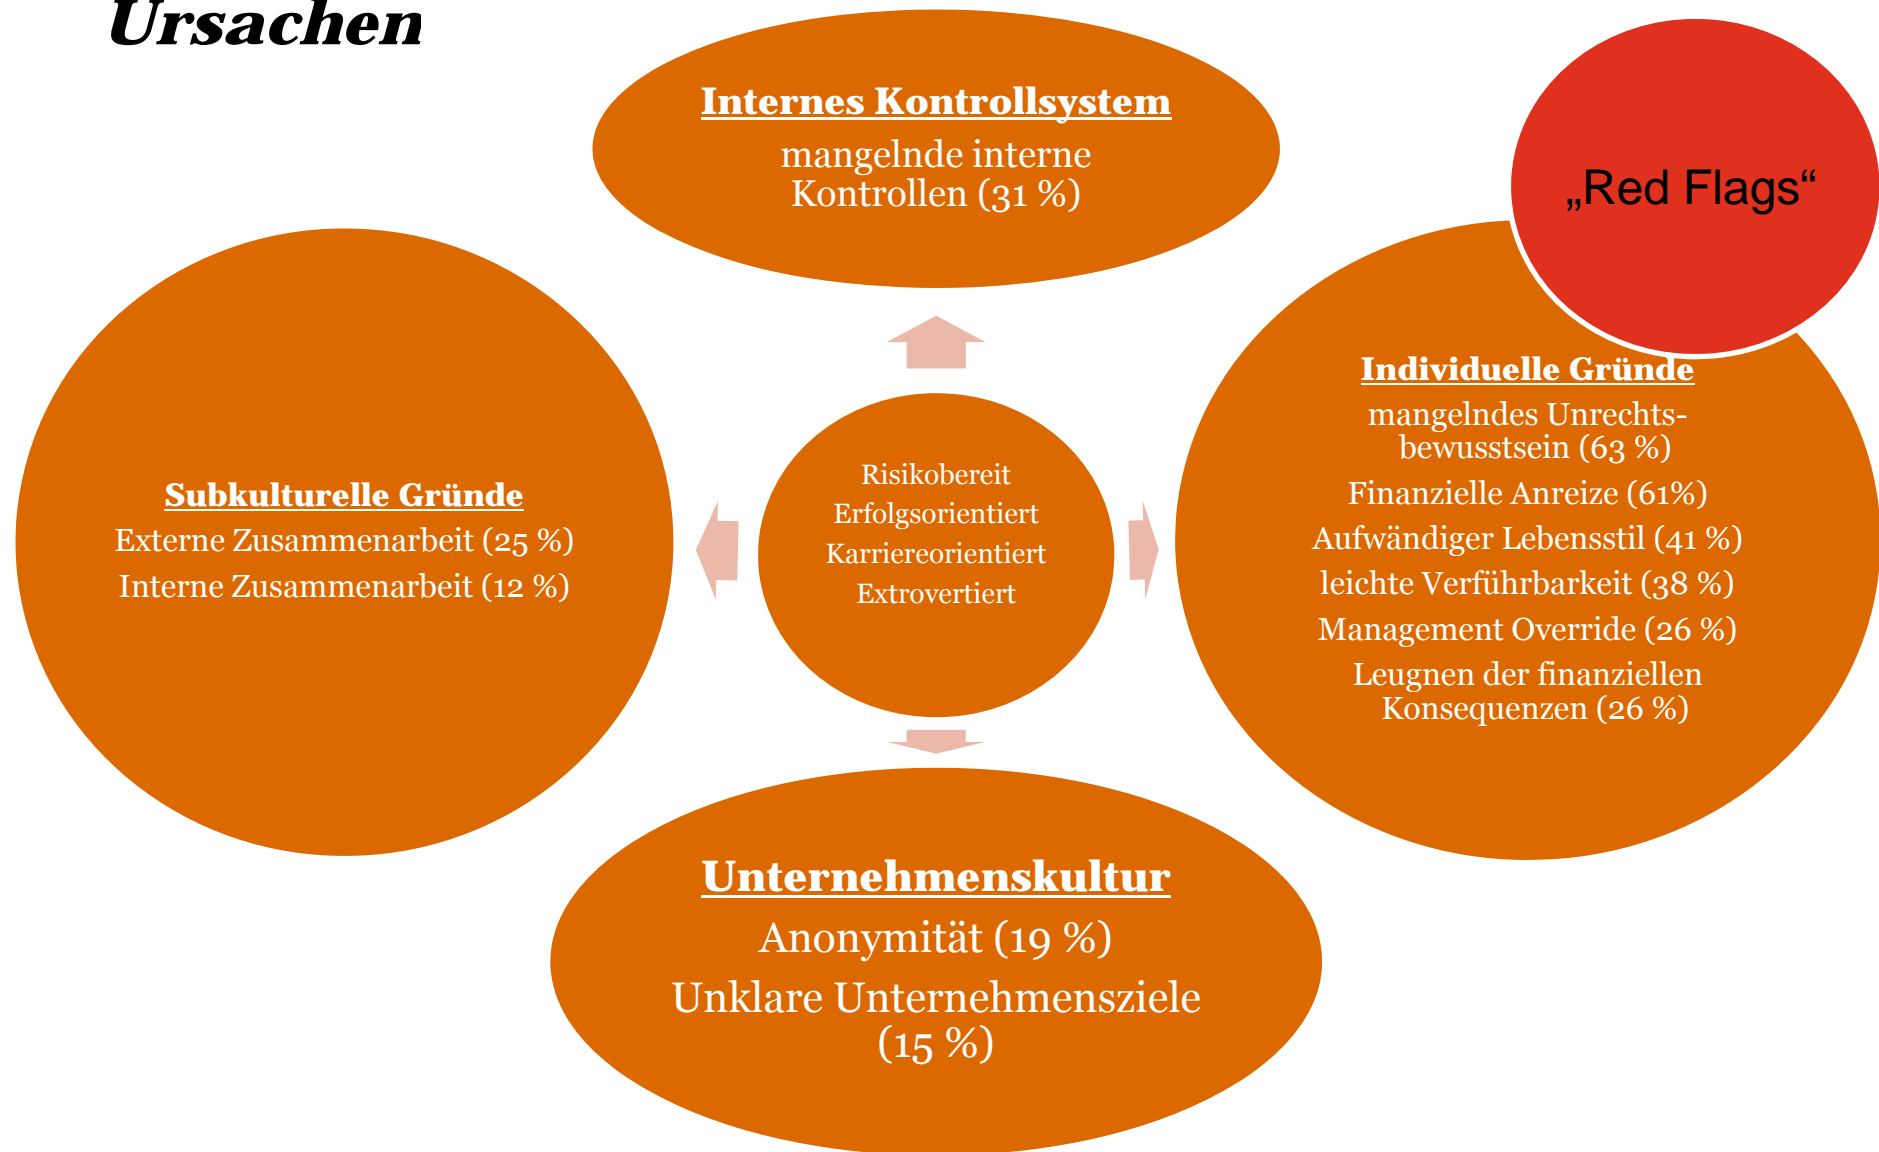 Ursachen
Internes Kontrollsystem
mangelnde interne
Kontrollen (31 %)
„Red Flags“
Individuelle Gründe
mangelndes Unrechts-
bewusstsein (63 %)
Finanzielle Anreize (61%)
Aufwändiger Lebensstil (41 %)
leichte Verführbarkeit (38 %)
Management Override (26 %)
Leugnen der finanziellen
Konsequenzen (26 %)
Subkulturelle Gründe
Externe Zusammenarbeit (25 %)
Interne Zusammenarbeit (12 %)
Risikobereit
Erfolgsorientiert
Karriereorientiert
Extrovertiert
Unternehmenskultur
Anonymität (19 %)
Unklare Unternehmensziele
(15 %)